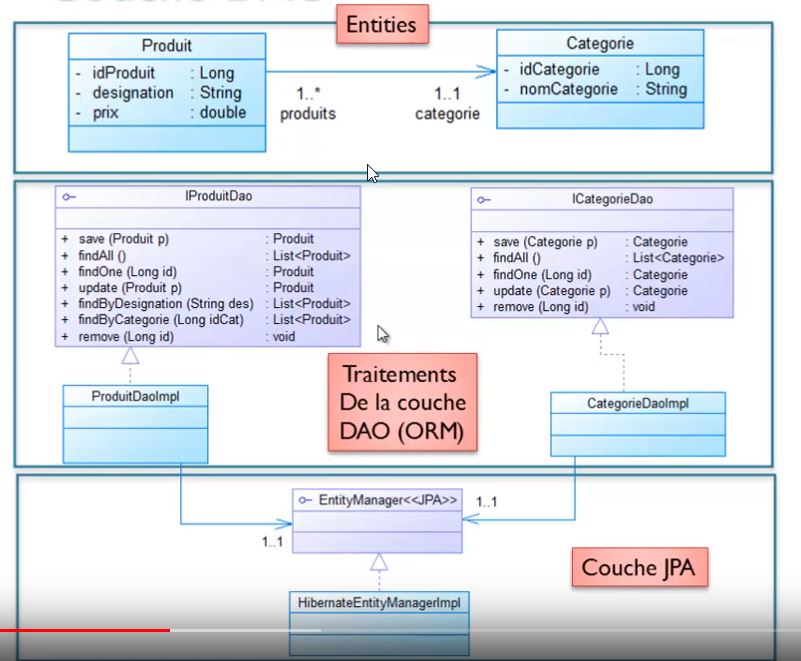 Entities
Produit
- idProduit : Long
- designation : String
- prix : double
1..*
produits
1..1
categorie
Categorie
- idCategorie : Long
- nomCategorie : String
IProduitDao
+ save (Produit p) : Produit
+ findAll () : List<Produit>
+ findOne (Long id) : Produit
+ update (Produit p) : Produit
+ findByDesignation (String des) : List<Produit>
+ findByCategorie (Long idCat) : List<Produit>
+ remove (Long id) : void
ICategorieDao
+ save (Categorie p) : Categorie
+ findAll () : List<Categorie>
+ findOne (Long id) : Categorie
+ update (Categorie p) : Categorie
+ remove (Long id) : void
ProduitDaoImpl
Traitements
De la couche
DAO (ORM)
CategorieDaoImpl
EntityManager<<JPA>>
1..1
1..1
Couche JPA
HibernateEntityManagerImpl